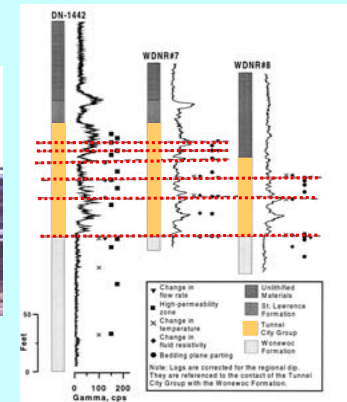 DN-1442
WDNR#7
WDNR#8
50
Feet
0
0
100
200
Gamma, cps
Change in
flow rate
High-permeability
zone
Change in
temperature
Change in
fluid resistivity
Bedding plane parting
Unlithified
Materials
St. Lawrence
Formation
Tunnel
City Group
Wonewoc
Formation
Note: Logs are corrected for the regional dip.
They are referenced to the contact of the Tunnel
City Group with the Wonewoc Formation.